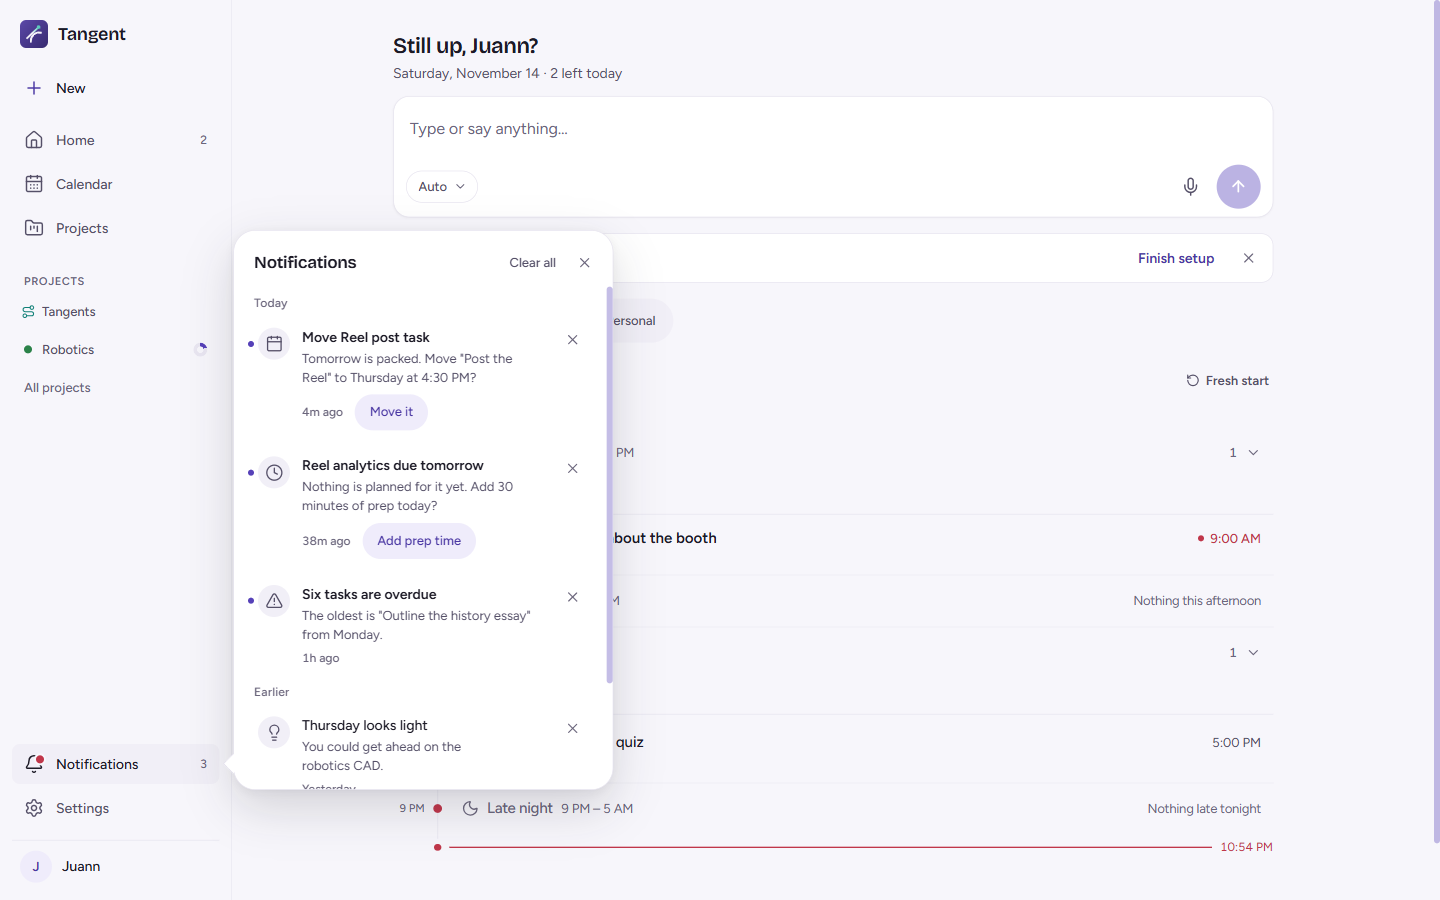 Tangent
New
Home 2
Calendar
Projects
PROJECTS
Tangents
Robotics
All projects
Notifications 3
Settings
J Juann
Still up, Juann?
Saturday, November 14 · 2 left today
Type or say anything...
Auto
Finish setup
Notifications
Clear all
Today
Move Reel post task
Tomorrow is packed. Move "Post the
Reel" to Thursday at 4:30 PM?
4m ago Move it
Reel analytics due tomorrow
Nothing is planned for it yet. Add 30
minutes of prep today?
38m ago Add prep time
Six tasks are overdue
The oldest is "Outline the history essay"
from Monday.
1h ago
Earlier
Thursday looks light
You could get ahead on the
robotics CAD.
Yesterday
ersonal
Fresh start
PM 1
bout the booth 9:00 AM
M Nothing this afternoon
1
quiz 5:00 PM
9 PM Late night 9 PM – 5 AM Nothing late tonight
10:54 PM